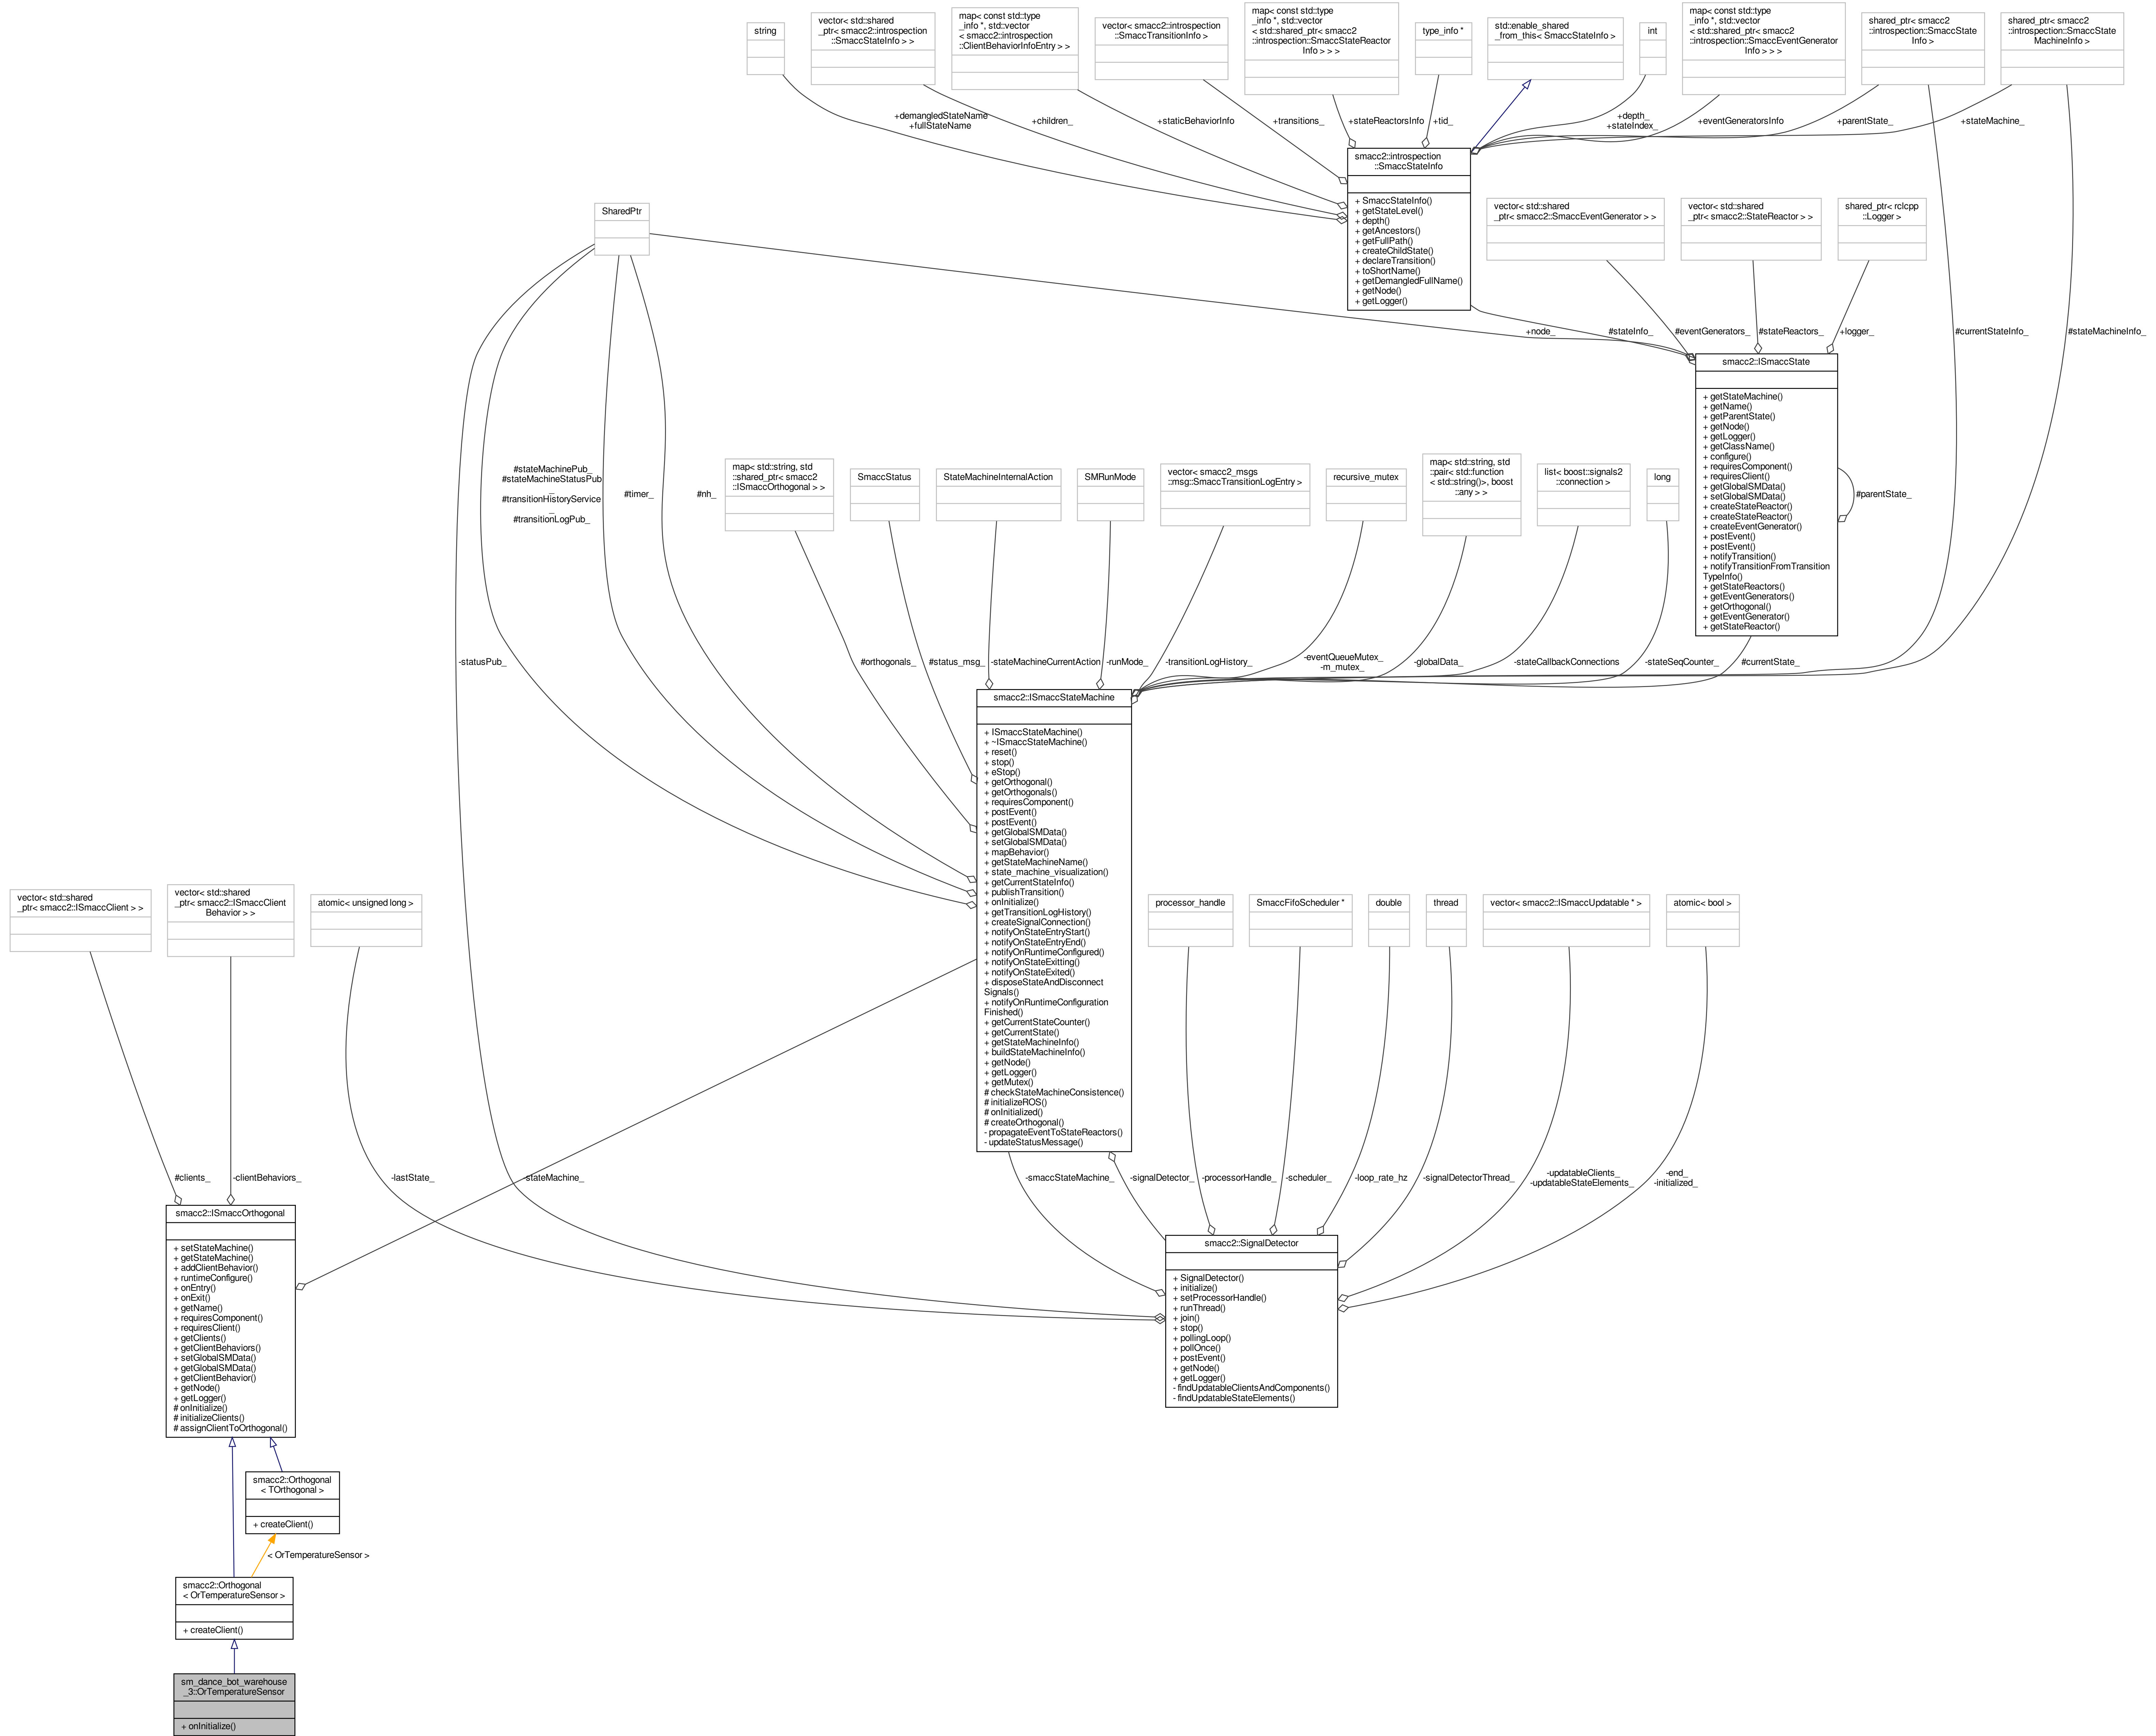 string
vector< std::shared
_ptr< smacc2::introspection
::SmaccStateInfo > >
map< const std::type
_info *, std::vector
< smacc2::introspection
::ClientBehaviorInfoEntry > >
vector< smacc2::introspection
::SmaccTransitionInfo >
map< const std::type
_info *, std::vector
< std::shared_ptr< smacc2
::introspection::SmaccStateReactor
Info > > >
type_info *
std::enable_shared
_from_this< SmaccStateInfo >
int
map< const std::type
_info *, std::vector
< std::shared_ptr< smacc2
::introspection::SmaccEventGenerator
Info > > >
shared_ptr< smacc2
::introspection::SmaccState
Info >
shared_ptr< smacc2
::introspection::SmaccState
MachineInfo >
+demangledStateName
+fullStateName
+children_
+staticBehaviorInfo
+transitions_
+stateReactorsInfo
+tid_
+depth_
+stateIndex_
+eventGeneratorsInfo
+parentState_
+stateMachine_
smacc2::introspection
::SmaccStateInfo
+ SmaccStateInfo()
+ getStateLevel()
+ depth()
+ getAncestors()
+ getFullPath()
+ createChildState()
+ declareTransition()
+ toShortName()
+ getDemangledFullName()
+ getNode()
+ getLogger()
SharedPtr
vector< std::shared
_ptr< smacc2::SmaccEventGenerator > >
vector< std::shared
_ptr< smacc2::StateReactor > >
shared_ptr< rclcpp
::Logger >
+node_
#stateInfo_
#eventGenerators_
#stateReactors_
+logger_
#currentStateInfo_
#stateMachineInfo_
smacc2::ISmaccState
+ getStateMachine()
+ getName()
+ getParentState()
+ getNode()
+ getLogger()
+ getClassName()
+ configure()
+ requiresComponent()
+ requiresClient()
+ getGlobalSMData()
+ setGlobalSMData()
+ createStateReactor()
+ createStateReactor()
+ createEventGenerator()
+ postEvent()
+ postEvent()
+ notifyTransition()
+ notifyTransitionFromTransition
TypeInfo()
+ getStateReactors()
+ getEventGenerators()
+ getOrthogonal()
+ getEventGenerator()
+ getStateReactor()
#parentState_
#stateMachinePub_
#stateMachineStatusPub
_
#transitionHistoryService
_
#transitionLogPub_
#timer_
#nh_
map< std::string, std
::shared_ptr< smacc2
::ISmaccOrthogonal > >
SmaccStatus
StateMachineInternalAction
SMRunMode
vector< smacc2_msgs
::msg::SmaccTransitionLogEntry >
recursive_mutex
map< std::string, std
::pair< std::function
< std::string()>, boost
::any > >
list< boost::signals2
::connection >
long
-statusPub_
#orthogonals_
#status_msg_
-stateMachineCurrentAction
-runMode_
-transitionLogHistory_
-eventQueueMutex_
-m_mutex_
-globalData_
-stateCallbackConnections
-stateSeqCounter_
#currentState_
smacc2::ISmaccStateMachine
+ ISmaccStateMachine()
+ ~ISmaccStateMachine()
+ reset()
+ stop()
+ eStop()
+ getOrthogonal()
+ getOrthogonals()
+ requiresComponent()
+ postEvent()
+ postEvent()
+ getGlobalSMData()
+ setGlobalSMData()
+ mapBehavior()
+ getStateMachineName()
+ state_machine_visualization()
+ getCurrentStateInfo()
+ publishTransition()
+ onInitialize()
+ getTransitionLogHistory()
+ createSignalConnection()
+ notifyOnStateEntryStart()
+ notifyOnStateEntryEnd()
+ notifyOnRuntimeConfigured()
+ notifyOnStateExitting()
+ notifyOnStateExited()
+ disposeStateAndDisconnect
Signals()
+ notifyOnRuntimeConfiguration
Finished()
+ getCurrentStateCounter()
+ getCurrentState()
+ getStateMachineInfo()
+ buildStateMachineInfo()
+ getNode()
+ getLogger()
+ getMutex()
# checkStateMachineConsistence()
# initializeROS()
# onInitialized()
# createOrthogonal()
- propagateEventToStateReactors()
- updateStatusMessage()
vector< std::shared
_ptr< smacc2::ISmaccClient > >
vector< std::shared
_ptr< smacc2::ISmaccClient
Behavior > >
atomic< unsigned long >
processor_handle
SmaccFifoScheduler *
double
thread
vector< smacc2::ISmaccUpdatable * >
atomic< bool >
#clients_
-clientBehaviors_
-lastState_
-stateMachine_
-smaccStateMachine_
-signalDetector_
-processorHandle_
-scheduler_
-loop_rate_hz
-signalDetectorThread_
-updatableClients_
-updatableStateElements_
-end_
-initialized_
smacc2::ISmaccOrthogonal
+ setStateMachine()
+ getStateMachine()
+ addClientBehavior()
+ runtimeConfigure()
+ onEntry()
+ onExit()
+ getName()
+ requiresComponent()
+ requiresClient()
+ getClients()
+ getClientBehaviors()
+ setGlobalSMData()
+ getGlobalSMData()
+ getClientBehavior()
+ getNode()
+ getLogger()
# onInitialize()
# initializeClients()
# assignClientToOrthogonal()
smacc2::SignalDetector
+ SignalDetector()
+ initialize()
+ setProcessorHandle()
+ runThread()
+ join()
+ stop()
+ pollingLoop()
+ pollOnce()
+ postEvent()
+ getNode()
+ getLogger()
- findUpdatableClientsAndComponents()
- findUpdatableStateElements()
smacc2::Orthogonal
< TOrthogonal >
+ createClient()
< OrTemperatureSensor >
smacc2::Orthogonal
< OrTemperatureSensor >
+ createClient()
sm_dance_bot_warehouse
_3::OrTemperatureSensor
+ onInitialize()